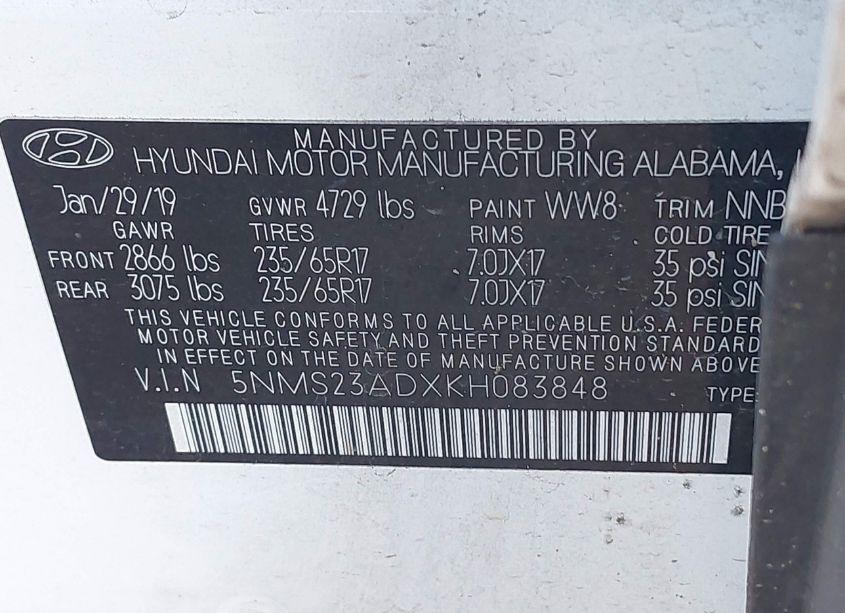 MANUFACTURED BY
HYUNDAI MOTOR MANUFACTURING ALABAMA,
Jan/29/19 GVWR 4729 lbs PAINT WW8 TRIM NNB
GAWR TIRES RIMS COLD TIRE
FRONT 2866 lbs 235/65R17 7.0JX17 35 psi SIN
REAR 3075 lbs 235/65R17 7.0JX17 35 psi SIN
THIS VEHICLE CONFORMS TO ALL APPLICABLE U.S.A. FEDER
MOTOR VEHICLE SAFETY AND THEFT PREVENTION STANDARD
IN EFFECT ON THE DATE OF MANUFACTURE SHOWN ABOVE
V.I.N 5NMS23ADXKH083848 TYPE: